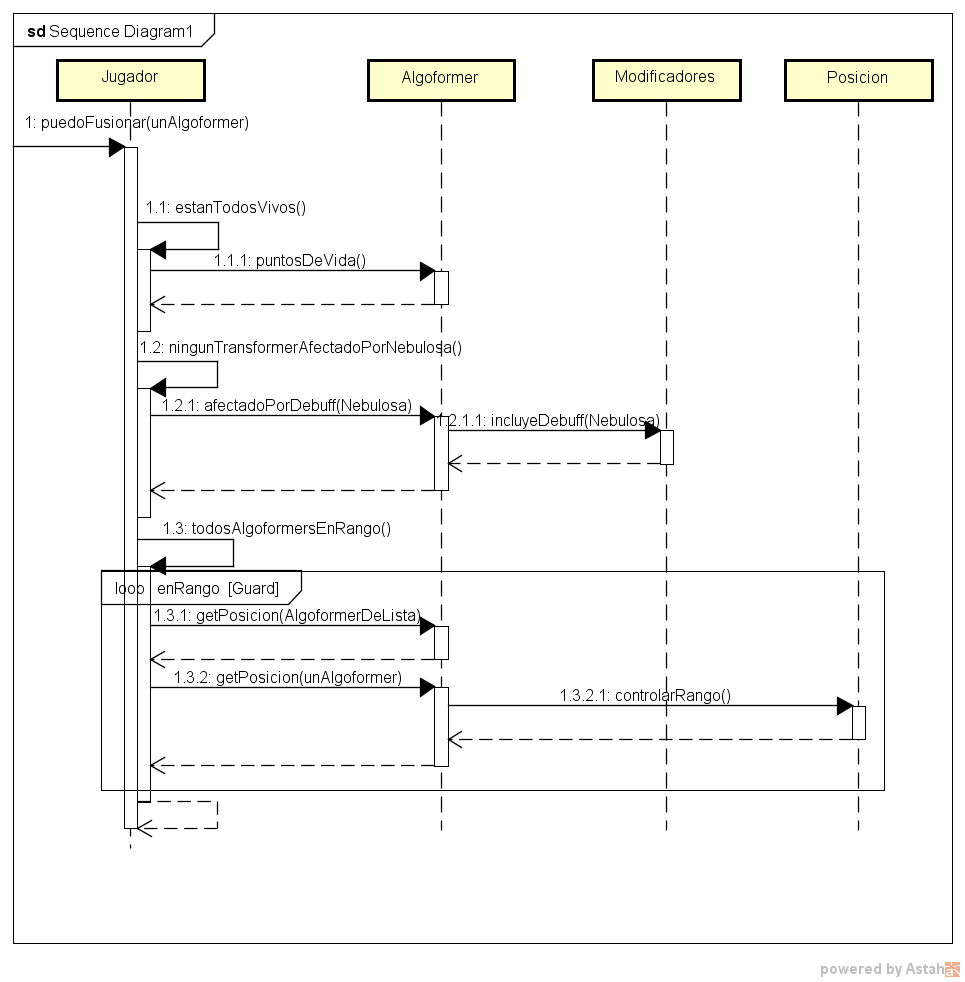 sd Sequence Diagram1
Jugador
Algoformer
Modificadores
Posicion
1: puedoFusionar(unAlgoformer)
1.1: estanTodosVivos()
1.1.1: puntosDeVida()
1.2: ningunTransformerAfectadoPorNebulosa()
1.2.1: afectadoPorDebuff(Nebulosa)
1.2.1.1: incluyeDebuff(Nebulosa)
1.3: todosAlgoformersEnRango()
loop enRango [Guard]
1.3.1: getPosicion(AlgoformerDeLista)
1.3.2: getPosicion(unAlgoformer)
1.3.2.1: controlarRango()
powered by Astah